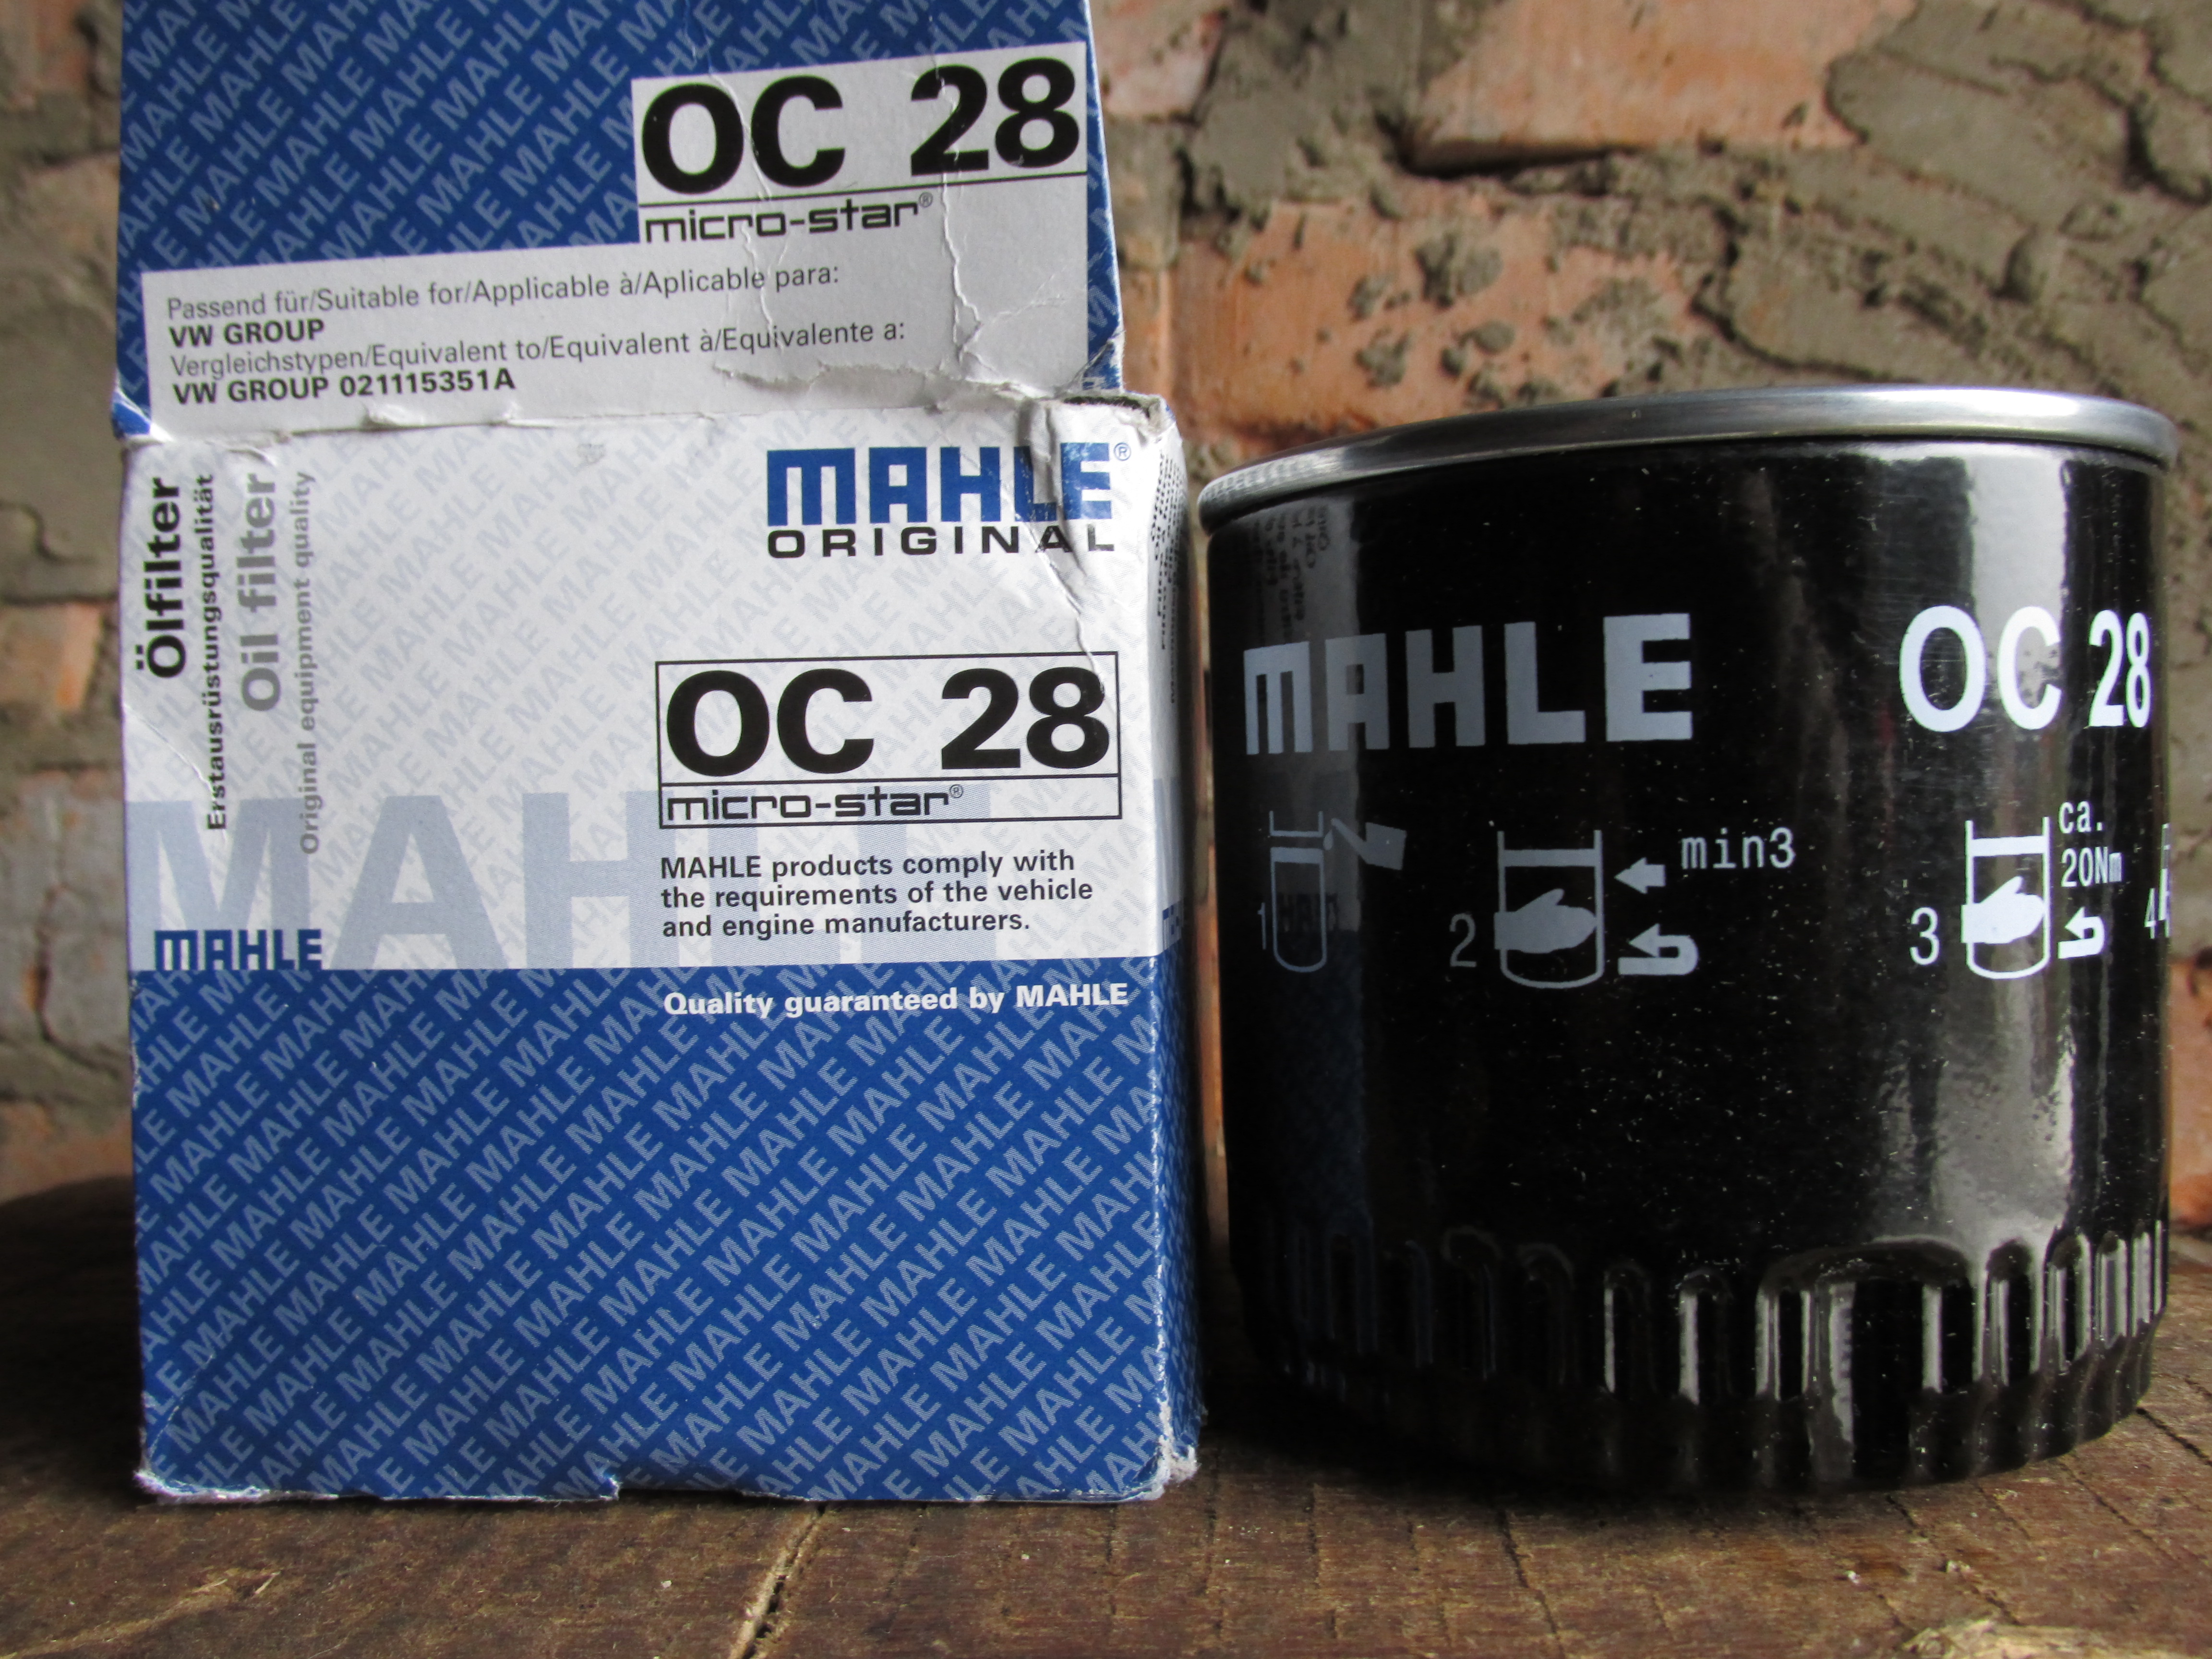 OC 28
micro-star®
Passend für/Suitable for/Applicable à/Aplicable para:
VW GROUP
Vergleichstypen/Equivalent to/Equivalent à/Equivalente a:
VW GROUP 021115351A
MAHLE®
ORIGINAL
Ölfilter
Erstausrüstungsqualität
Oil filter
Original equipment quality
OC 28
micro-star®
MAHLE products comply with
the requirements of the vehicle
and engine manufacturers.
MAHLE
MAHLE
Quality guaranteed by MAHLE
MAHLE
OC 28
1
2
min3
3
ca.
20Nm
4